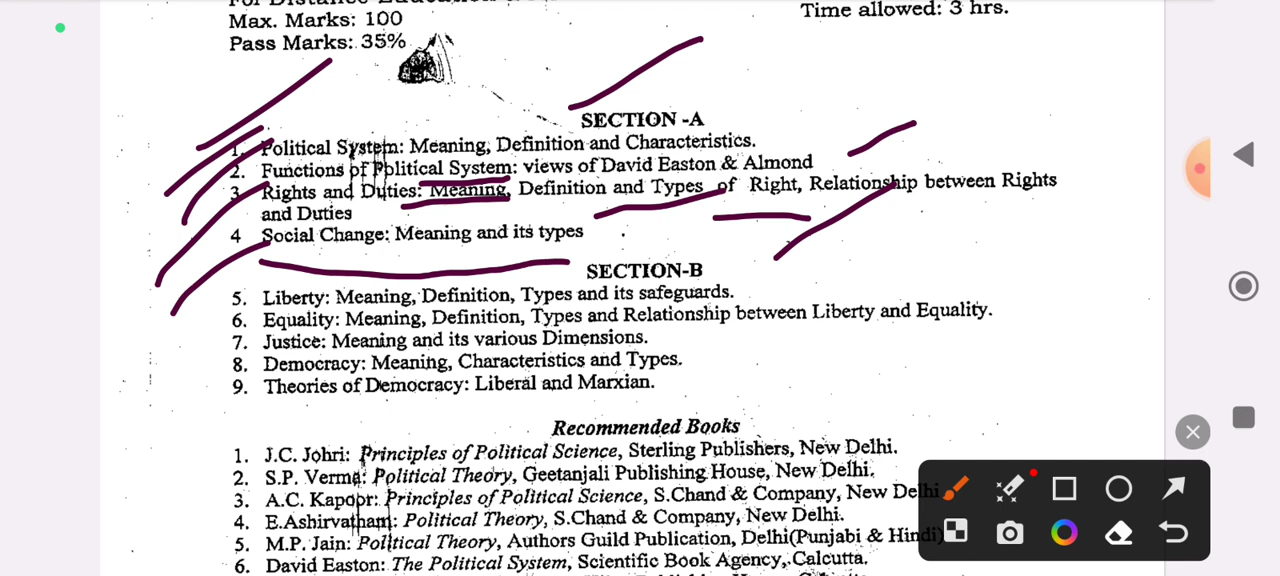 Max. Marks: 100
Time allowed: 3 hrs.
Pass Marks: 35%
SECTION -A
1. Political System: Meaning, Definition and Characteristics.
2. Functions of Political System: views of David Easton & Almond
3. Rights and Duties: Meaning, Definition and Types of Right, Relationship between Rights
and Duties
4 Social Change: Meaning and its types
SECTION-B
5. Liberty: Meaning, Definition, Types and its safeguards.
6. Equality: Meaning, Definition, Types and Relationship between Liberty and Equality.
7. Justice: Meaning and its various Dimensions.
8. Democracy: Meaning, Characteristics and Types.
9. Theories of Democracy: Liberal and Marxian.
Recommended Books
1. J.C. Johri: Principles of Political Science, Sterling Publishers, New Delhi.
2. S.P. Verma: Political Theory, Geetanjali Publishing House, New Delhi.
3. A.C. Kapoor: Principles of Political Science, S.Chand & Company, New Delhi
4. E.Ashirvatham: Political Theory, S.Chand & Company, New Delhi.
5. M.P. Jain: Political Theory, Authors Guild Publication, Delhi(Punjabi & Hindi)
6. David Easton: The Political System, Scientific Book Agency, Calcutta.